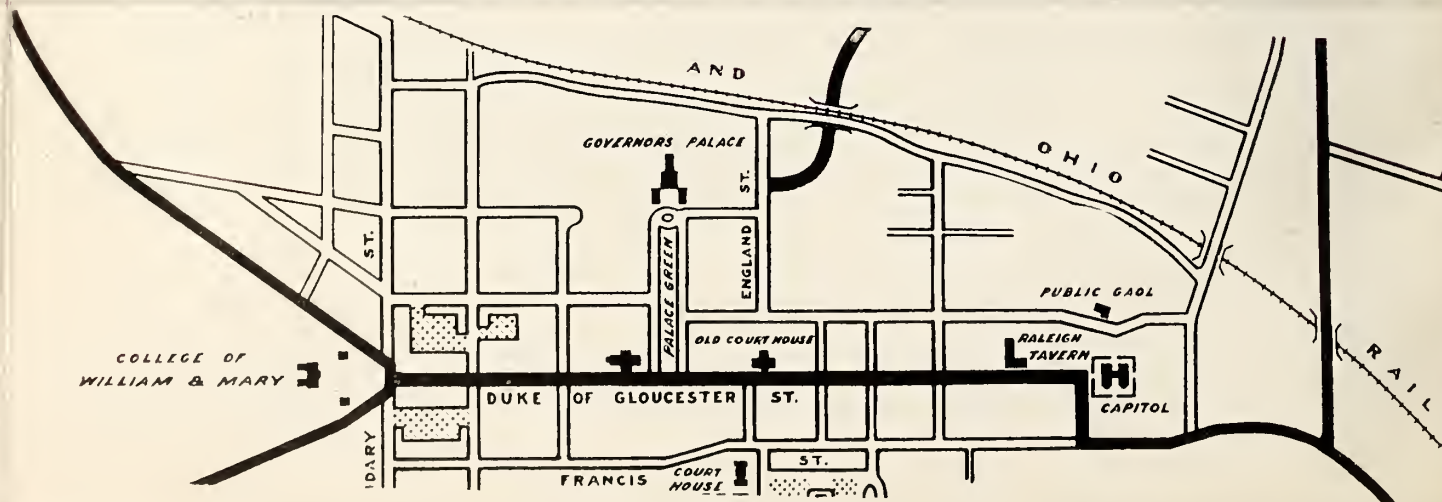 AND
OHIO
RAIL
GOVERNORS PALACE
ST.
ENGLAND
ST.
PALACE GREEN
PUBLIC GAOL
OLD COURT HOUSE
RALEIGH
TAVERN
COLLEGE OF
WILLIAM & MARY
DUKE OF GLOUCESTER ST.
CAPITOL
DARY
FRANCIS
ST.
COURT
HOUSE